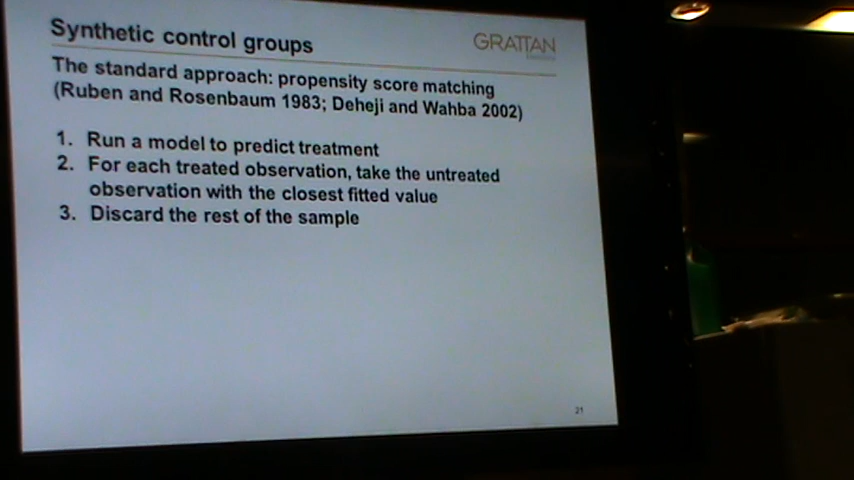 Synthetic control groups
GRATTAN
The standard approach: propensity score matching
(Ruben and Rosenbaum 1983; Deheji and Wahba 2002)
1. Run a model to predict treatment
2. For each treated observation, take the untreated
observation with the closest fitted value
3. Discard the rest of the sample
21